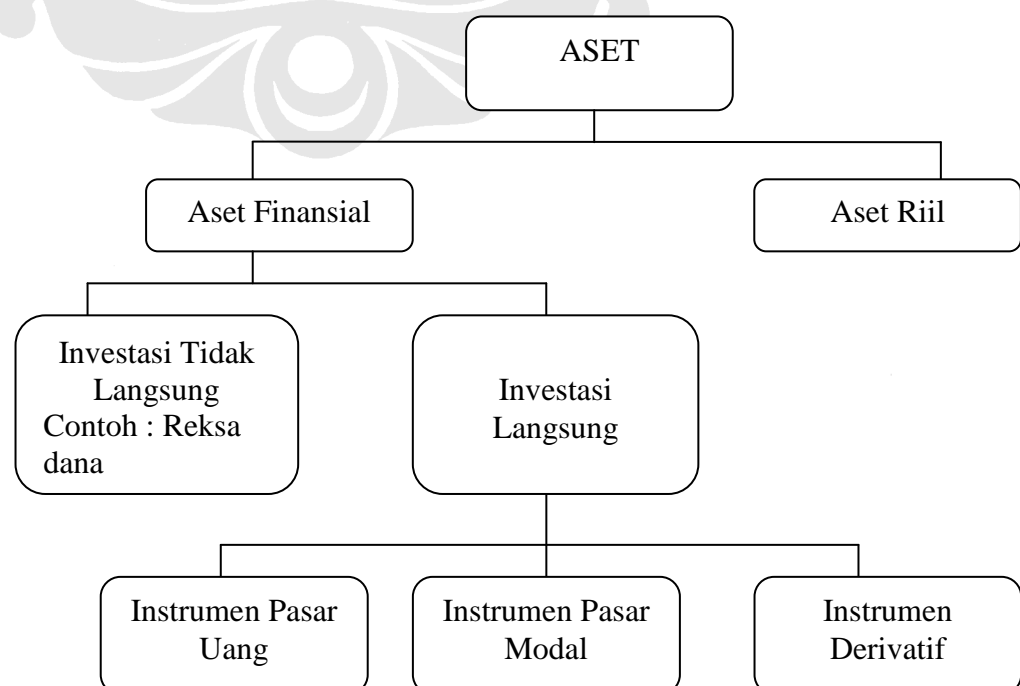 ASET
Aset Finansial
Aset Riil
Investasi Tidak
Langsung
Contoh : Reksa
dana
Investasi
Langsung
Instrumen Pasar
Uang
Instrumen Pasar
Modal
Instrumen
Derivatif